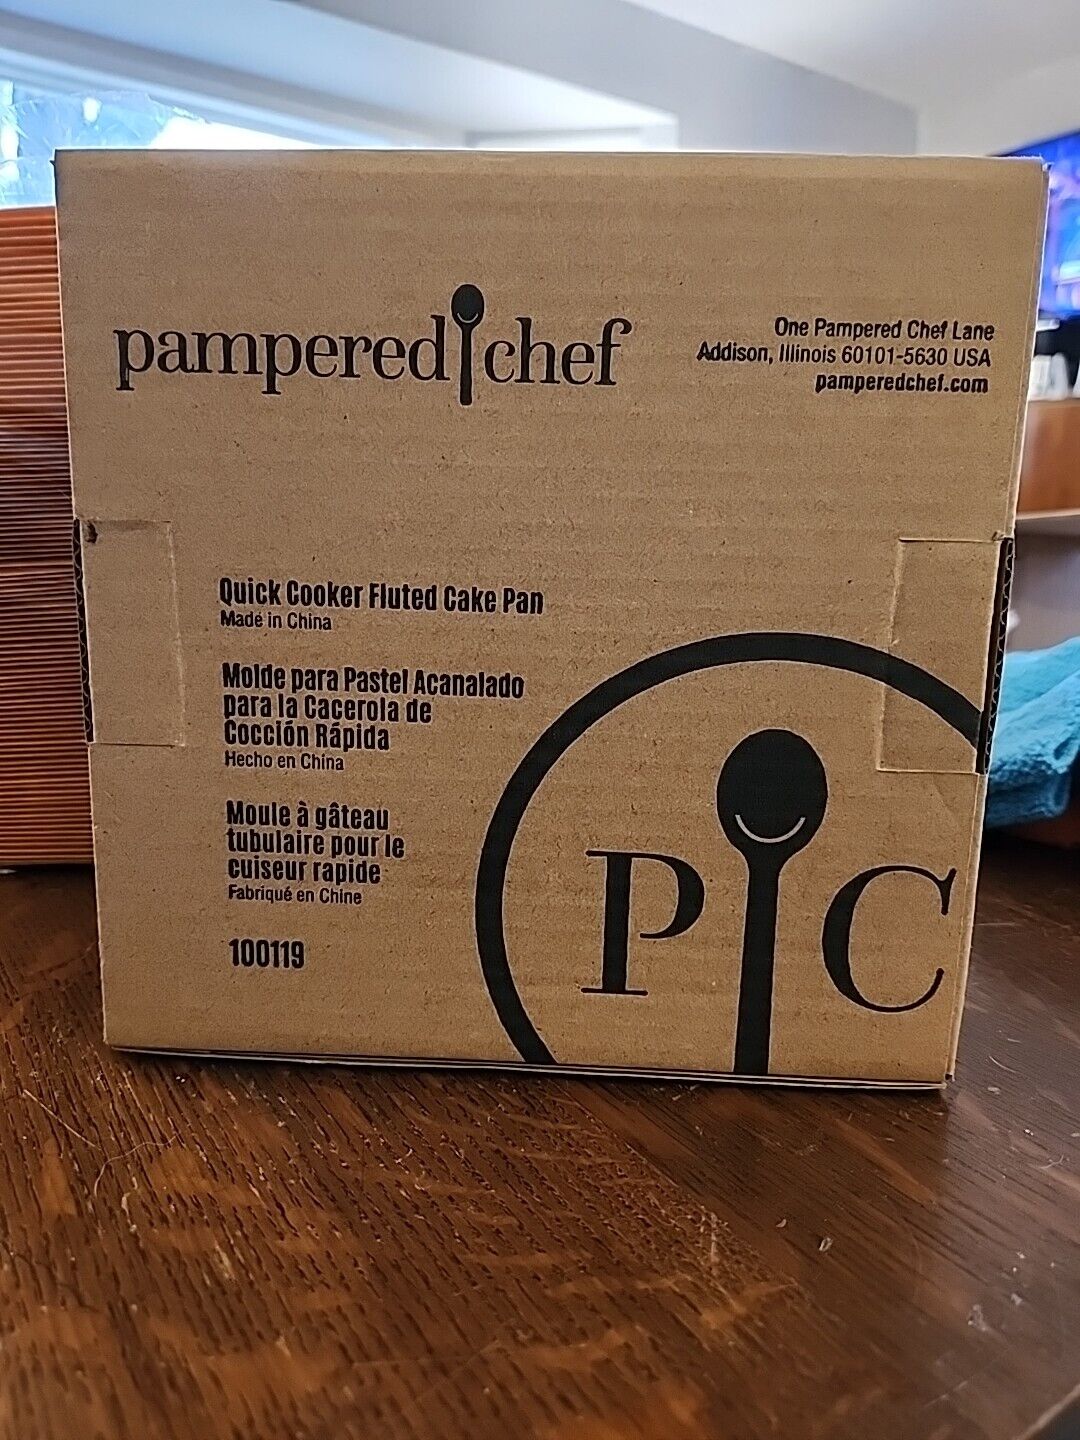 pampered chef
One Pampered Chef Lane
Addison, Illinois 60101-5630 USA
pamperedchef.com
Quick Cooker Fluted Cake Pan
Made in China
Molde para Pastel Acanalado
para la Cacerola de
Cocción Rápida
Hecho en China
Moule à gâteau
tubulaire pour le
cuiseur rapide
Fabriqué en Chine
100119
P C